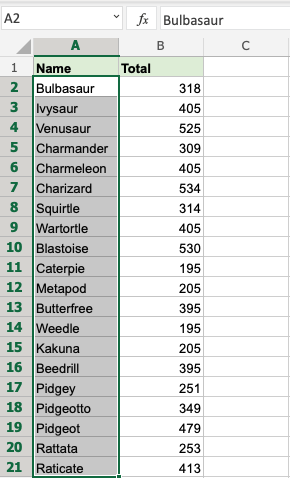 A2 fx Bulbasaur
A B C
1 Name Total
2 Bulbasaur 318
3 Ivysaur 405
4 Venusaur 525
5 Charmander 309
6 Charmeleon 405
7 Charizard 534
8 Squirtle 314
9 Wartortle 405
10 Blastoise 530
11 Caterpie 195
12 Metapod 205
13 Butterfree 395
14 Weedle 195
15 Kakuna 205
16 Beedrill 395
17 Pidgey 251
18 Pidgeotto 349
19 Pidgeot 479
20 Rattata 253
21 Raticate 413